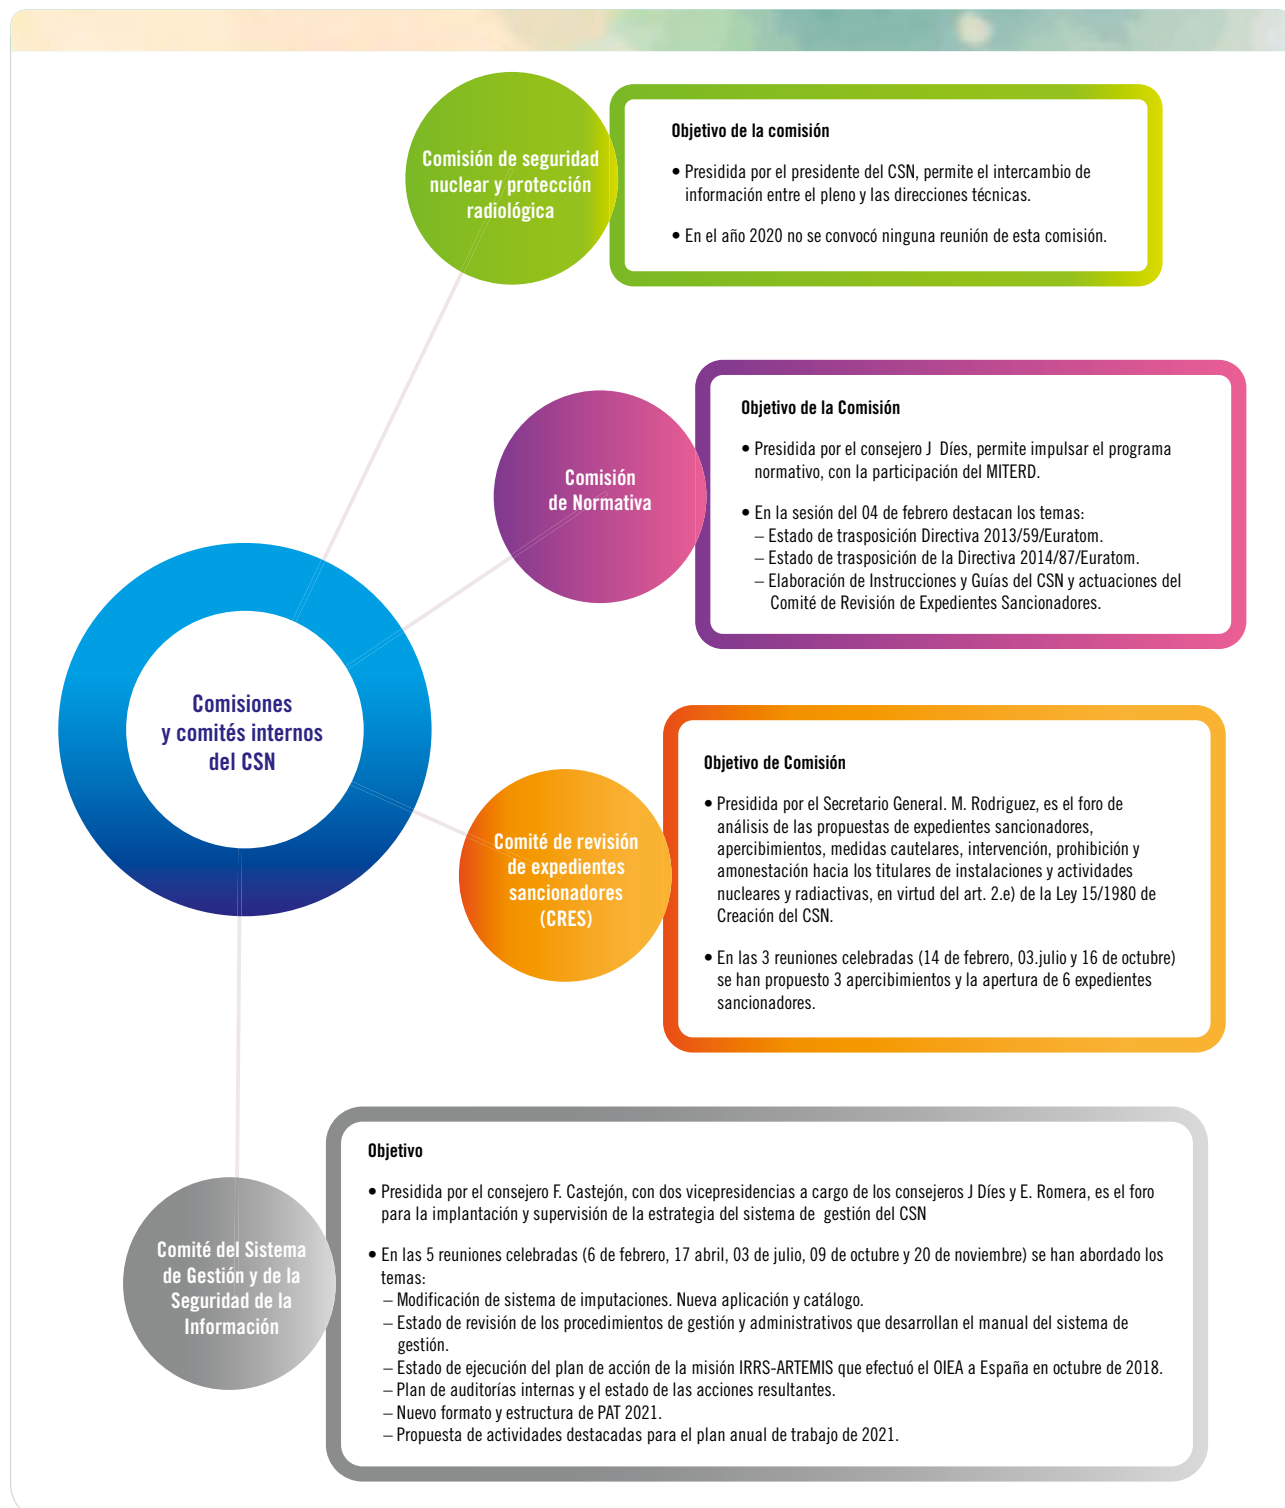 Comisión de seguridad
nuclear y protección
radiológica
Objetivo de la comisión
• Presidida por el presidente del CSN, permite el intercambio de
información entre el pleno y las direcciones técnicas.
• En el año 2020 no se convocó ninguna reunión de esta comisión.
Comisión
de Normativa
Objetivo de la Comisión
• Presidida por el consejero J Díes, permite impulsar el programa
normativo, con la participación del MITERD.
• En la sesión del 04 de febrero destacan los temas:
– Estado de trasposición Directiva 2013/59/Euratom.
– Estado de trasposición de la Directiva 2014/87/Euratom.
– Elaboración de Instrucciones y Guías del CSN y actuaciones del
Comité de Revisión de Expedientes Sancionadores.
Comisiones
y comités internos
del CSN
Comité de revisión
de expedientes
sancionadores
(CRES)
Objetivo de Comisión
• Presidida por el Secretario General. M. Rodriguez, es el foro de
análisis de las propuestas de expedientes sancionadores,
apercibimientos, medidas cautelares, intervención, prohibición y
amonestación hacia los titulares de instalaciones y actividades
nucleares y radiactivas, en virtud del art. 2.e) de la Ley 15/1980 de
Creación del CSN.
• En las 3 reuniones celebradas (14 de febrero, 03.julio y 16 de octubre)
se han propuesto 3 apercibimientos y la apertura de 6 expedientes
sancionadores.
Comité del Sistema
de Gestión y de la
Seguridad de la
Información
Objetivo
• Presidida por el consejero F. Castejón, con dos vicepresidencias a cargo de los consejeros J Díes y E. Romera, es el foro
para la implantación y supervisión de la estrategia del sistema de gestión del CSN
• En las 5 reuniones celebradas (6 de febrero, 17 abril, 03 de julio, 09 de octubre y 20 de noviembre) se han abordado los
temas:
– Modificación de sistema de imputaciones. Nueva aplicación y catálogo.
– Estado de revisión de los procedimientos de gestión y administrativos que desarrollan el manual del sistema de
gestión.
– Estado de ejecución del plan de acción de la misión IRRS-ARTEMIS que efectuó el OIEA a España en octubre de 2018.
– Plan de auditorías internas y el estado de las acciones resultantes.
– Nuevo formato y estructura de PAT 2021.
– Propuesta de actividades destacadas para el plan anual de trabajo de 2021.